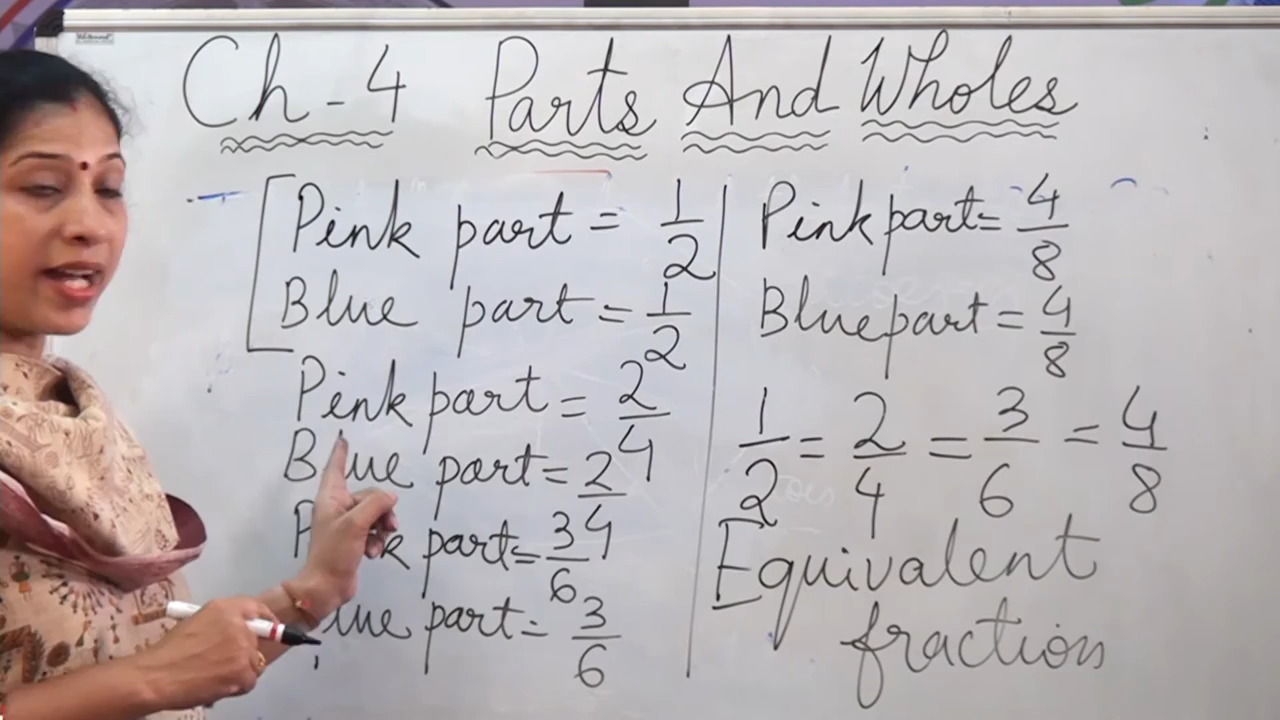 Ch-4 Parts And Wholes
Pink part = 1/2
Blue part = 1/2
Pink part = 2/4
Blue part = 2/4
part = 3/6
part = 3/6
Pink part = 4/8
Blue part = 4/8
1/2 = 2/4 = 3/6 = 4/8
Equivalent
fraction